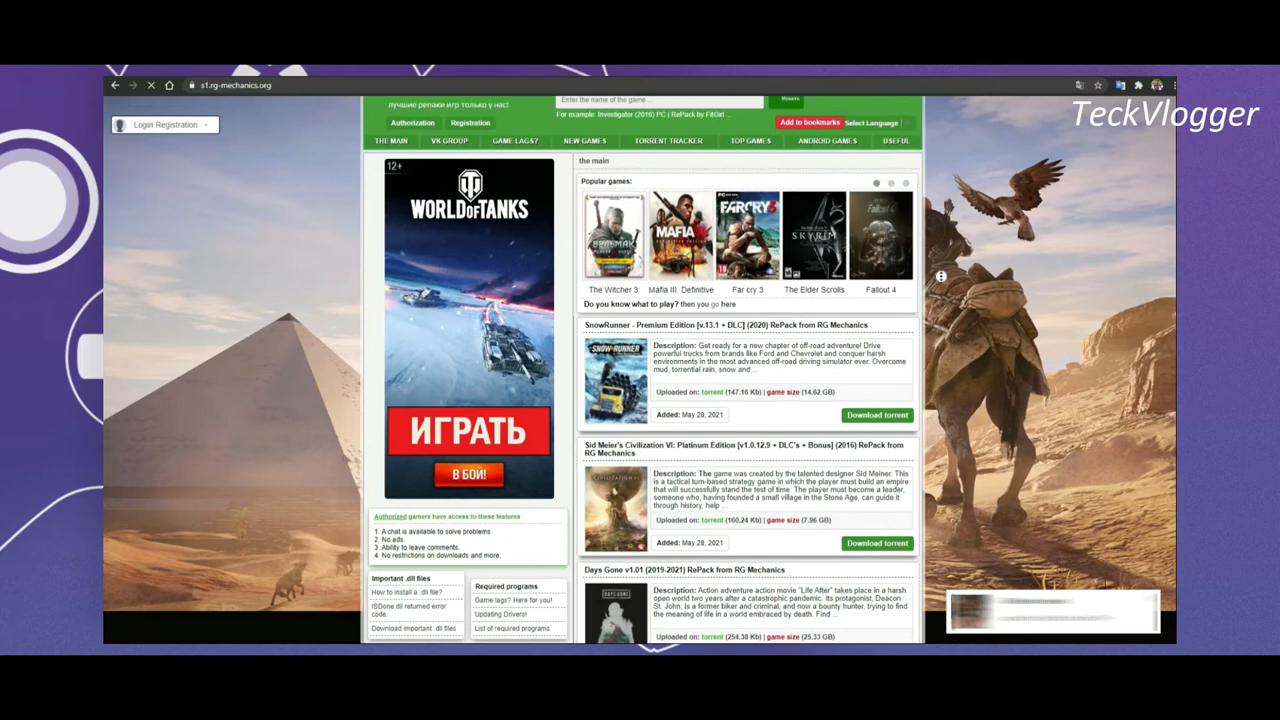 s1.rg-mechanics.org
TeckVlogger
Login Registration
лучшие репаки игр только у нас!
Enter the name of the game ...
For example: Investigator (2016) PC | RePack by FitGirl ...
Authorization
Registration
Add to bookmarks
Select Language
THE MAIN
VK GROUP
GAME LAGS?
NEW GAMES
TORRENT TRACKER
TOP GAMES
ANDROID GAMES
USEFUL
12+
WORLD OF TANKS
ИГРАТЬ
В БОЙ!
Authorized gamers have access to these features
1. A chat is available to solve problems.
2. No ads.
3. Ability to leave comments.
4. No restrictions on downloads and more.
Important .dll files
How to install a .dll file?
ISDone.dll returned error code.
Download important .dll files
Required programs
Game lags? Here for you!
Updating Drivers!
List of required programs
the main
Popular games:
ВЕДЬМАК
MAFIA
FARCRY3
SKYRIM
Fallout 4
The Witcher 3:
Mafia III: Definitive
Far cry 3
The Elder Scrolls
Fallout 4
Do you know what to play? then you go here
SnowRunner - Premium Edition [v.13.1 + DLC] (2020) RePack from RG Mechanics
SNOW RUNNER
Description: Get ready for a new chapter of off-road adventure! Drive
powerful trucks from brands like Ford and Chevrolet and conquer harsh
environments in the most advanced off-road driving simulator ever. Overcome
mud, torrential rain, snow and ...
Uploaded on: torrent (147.16 Kb) | game size (14.62 GB)
Added: May 28, 2021
Download torrent
Sid Meier's Civilization VI: Platinum Edition [v1.0.12.9 + DLC's + Bonus] (2016) RePack from
RG Mechanics
CIVILIZATION VI
Description: The game was created by the talented designer Sid Meiner. This
is a tactical turn-based strategy game in which the player must build an empire
that will successfully stand the test of time. The player must become a leader,
someone who, having founded a small village in the Stone Age, can guide it
through history, help ...
Uploaded on: torrent (160.24 Kb) | game size (7.96 GB)
Added: May 28, 2021
Download torrent
Days Gone v1.01 (2019-2021) RePack from RG Mechanics
DAYS GONE
Description: Action adventure action movie "Life After" takes place in a harsh
open world two years after a catastrophic pandemic. Its protagonist, Deacon
St. John, is a former biker and criminal, and now a bounty hunter, trying to find
the meaning of life in a world embraced by death. Find ...
Uploaded on: torrent (254.38 Kb) | game size (25.33 GB)